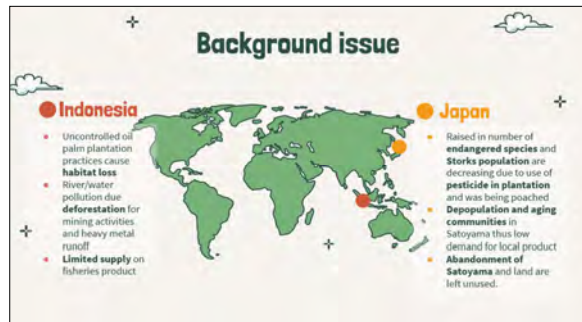 Background issue
Indonesia
Uncontrolled oil
palm plantation
practices cause
habitat loss
River/water
pollution due
deforestation for
mining activities
and heavy metal
runoff
Limited supply on
fisheries product
Japan
Raised in number of
endangered species and
Storks population are
decreasing due to use of
pesticide in plantation
and was being poached
Depopulation and aging
communities in
Satoyama thus low
demand for local product
Abandonment of
Satoyama and land are
left unused.